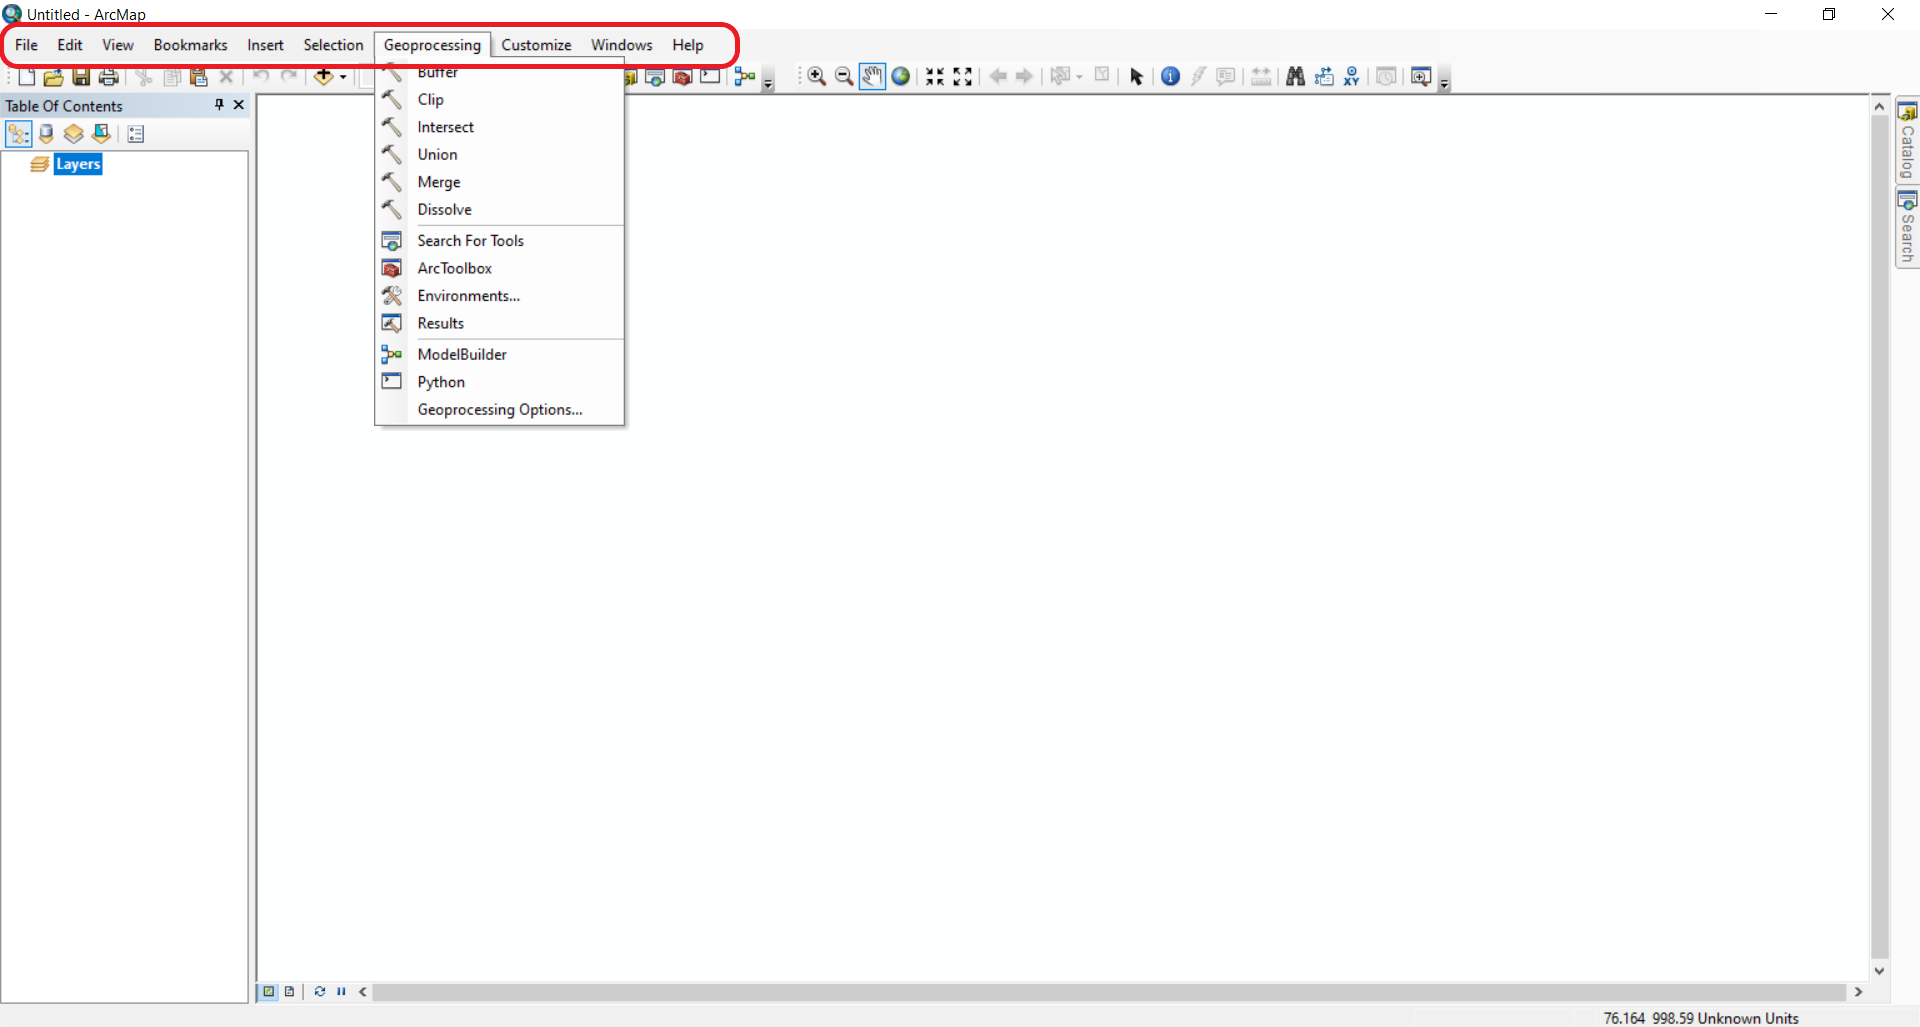 Untitled - ArcMap
File Edit View Bookmarks Insert Selection Geoprocessing Customize Windows Help
Table Of Contents
Layers
Buffer
Clip
Intersect
Union
Merge
Dissolve
Search For Tools
ArcToolbox
Environments...
Results
ModelBuilder
Python
Geoprocessing Options...
XY
Catalog
Search
76.164 998.59 Unknown Units